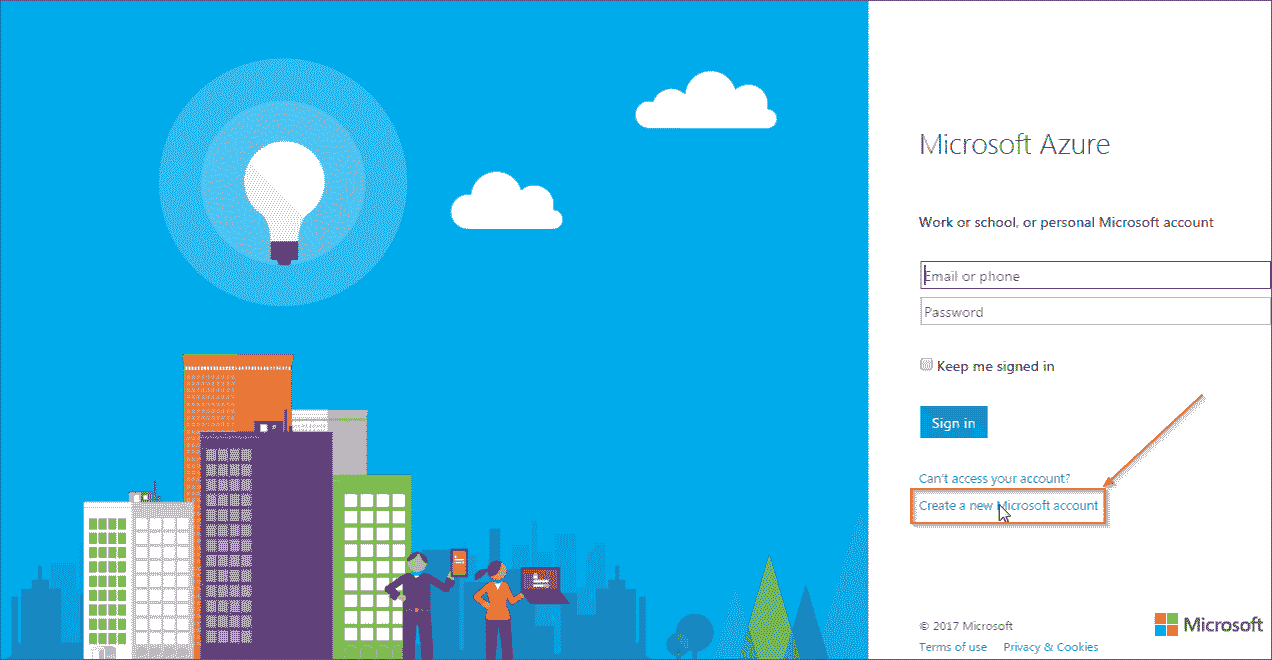 Microsoft Azure
Work or school, or personal Microsoft account
Email or phone
Password
Keep me signed in
Sign in
Can't access your account?
Create a new Microsoft account
© 2017 Microsoft
Terms of use Privacy & Cookies
Microsoft